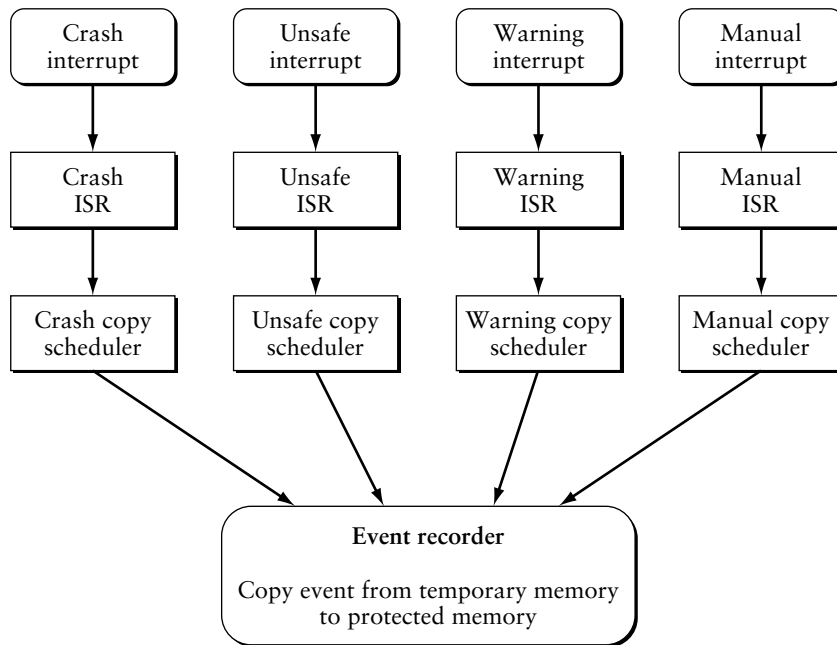 Crash
interrupt
Unsafe
interrupt
Warning
interrupt
Manual
interrupt
Crash
ISR
Unsafe
ISR
Warning
ISR
Manual
ISR
Crash copy
scheduler
Unsafe copy
scheduler
Warning copy
scheduler
Manual copy
scheduler
Event recorder
Copy event from temporary memory
to protected memory